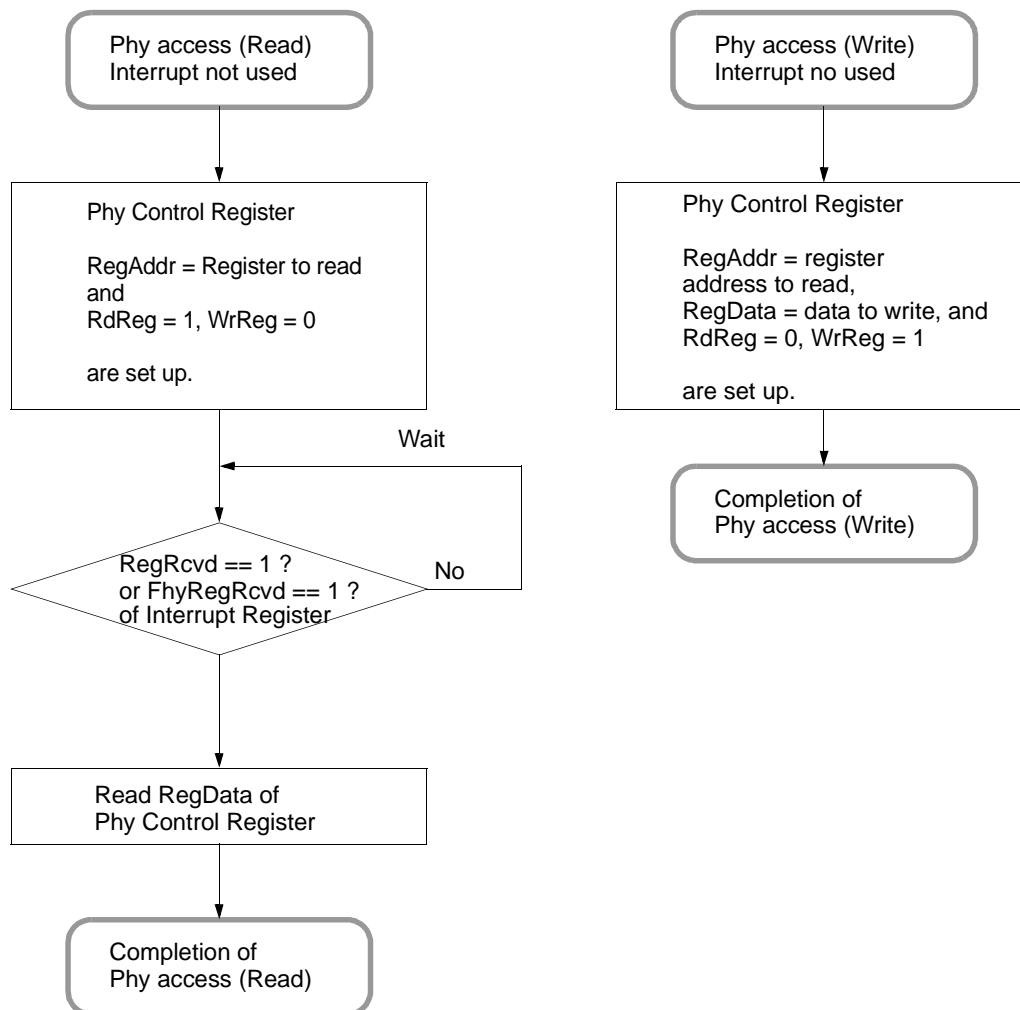 Phy access (Read)
Interrupt not used
Phy Control Register
RegAddr = Register to read
and
RdReg = 1, WrReg = 0
are set up.
Wait
RegRcvd == 1 ?
or FhyRegRcvd == 1 ?
of Interrupt Register
No
Read RegData of
Phy Control Register
Completion of
Phy access (Read)
Phy access (Write)
Interrupt no used
Phy Control Register
RegAddr = register
address to read,
RegData = data to write, and
RdReg = 0, WrReg = 1
are set up.
Completion of
Phy access (Write)